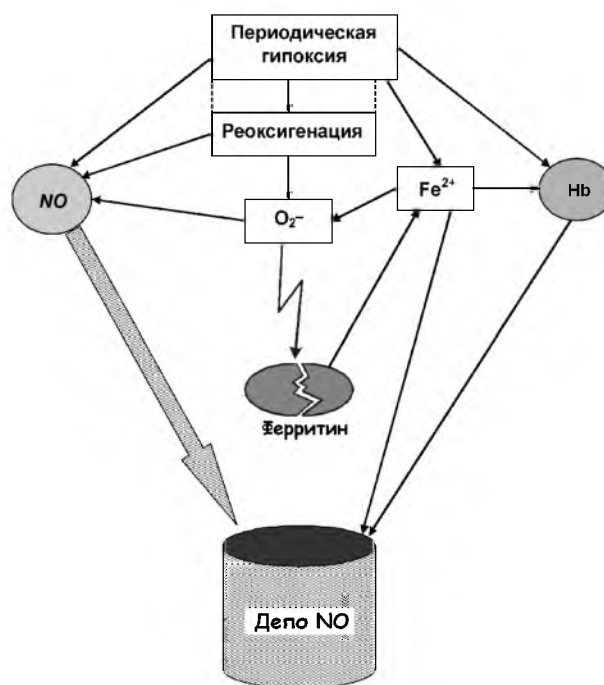 Периодическая
гипоксия
Реоксигенация
NO
O₂⁻
Fe²⁺
Hb
Ферритин
Депо NO